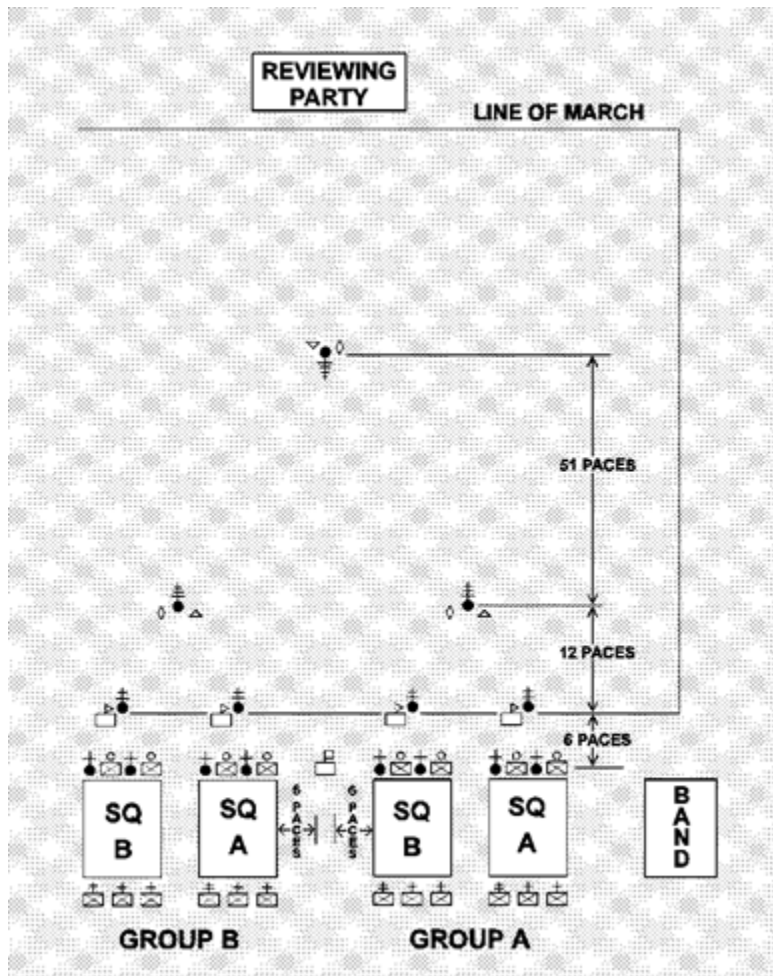 REVIEWING
PARTY
LINE OF MARCH
51 PACES
12 PACES
6 PACES
6 PACES
6 PACES
SQ
B
SQ
A
SQ
B
SQ
A
BAND
GROUP B
GROUP A